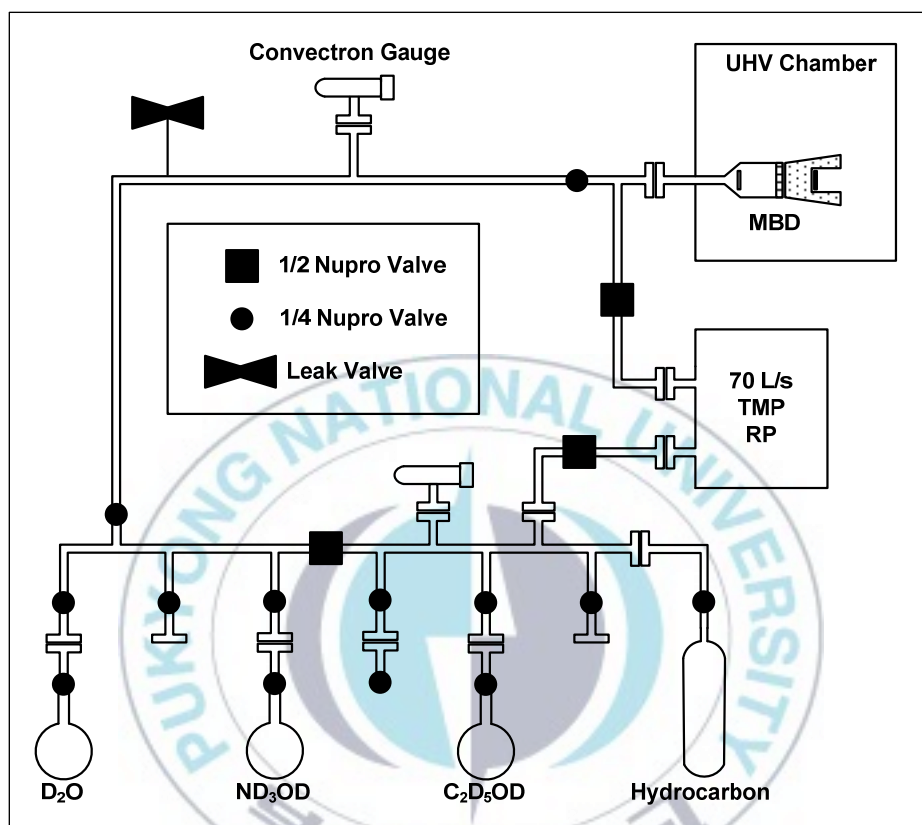 Convectron Gauge
UHV Chamber
MBD
1/2 Nupro Valve
1/4 Nupro Valve
Leak Valve
70 L/s
TMP
RP
PUKYONG NATIONAL UNIVERSITY
D₂O
ND₃OD
C₂D₅OD
Hydrocarbon